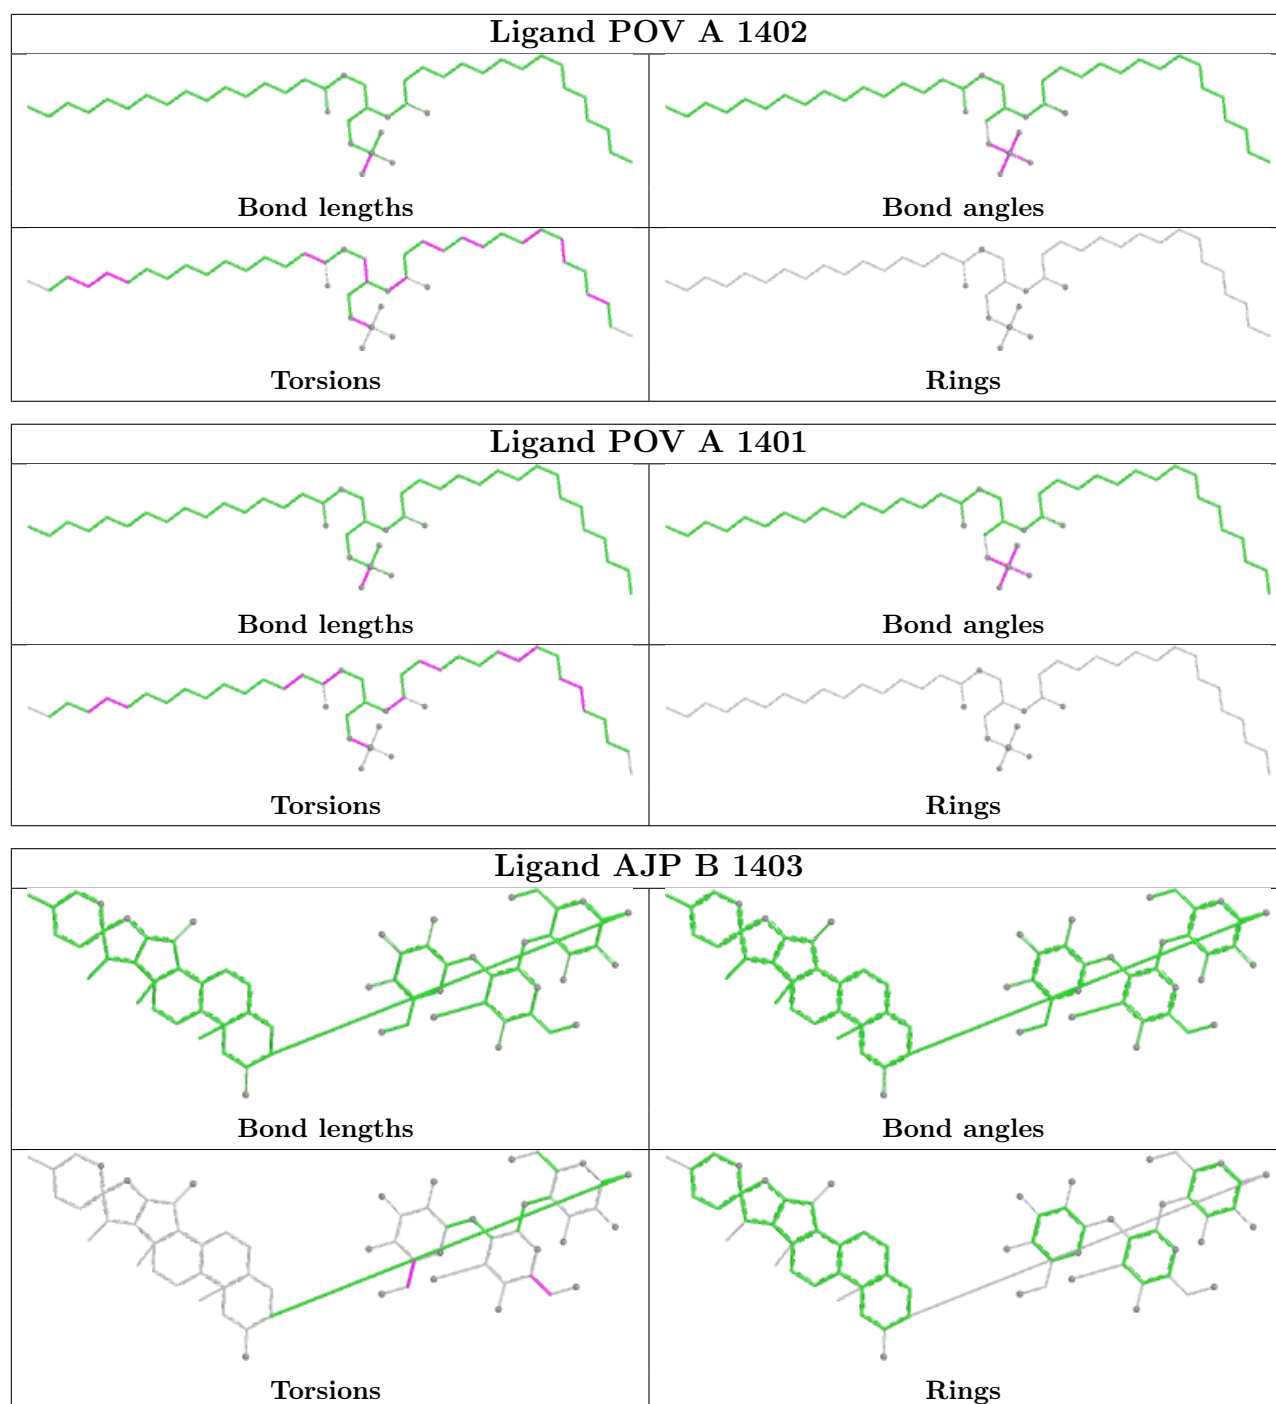 Ligand POV A 1402
Bond lengths
Bond angles
Torsions
Rings
Ligand POV A 1401
Bond lengths
Bond angles
Torsions
Rings
Ligand AJP B 1403
Bond lengths
Bond angles
Torsions
Rings